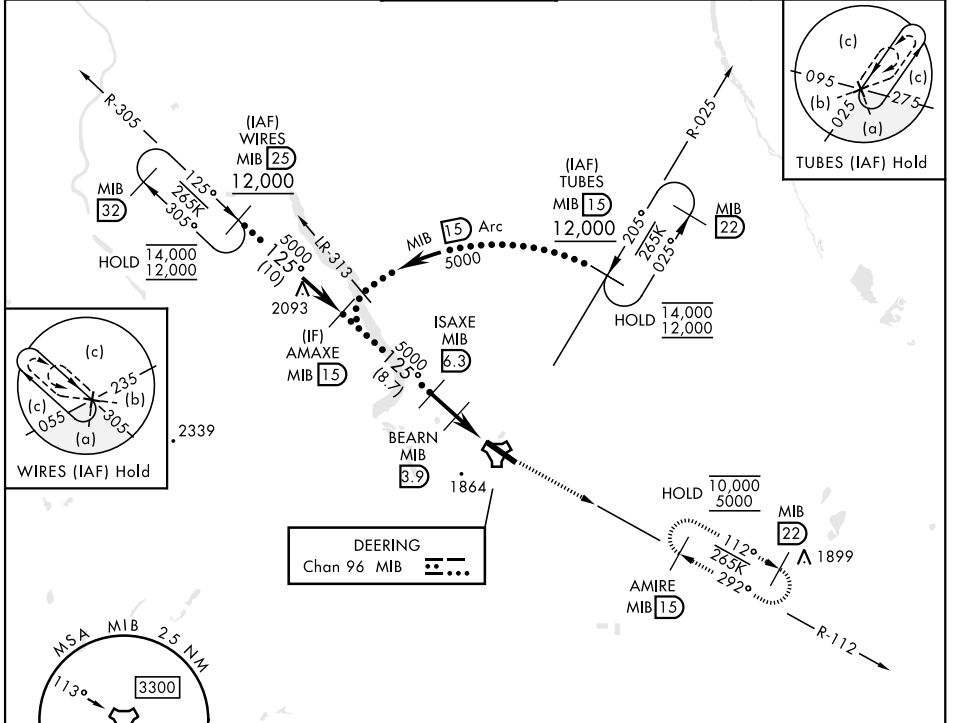 R-305
(IAF)
WIRES
MIB 25
12,000
125°
265K
305°
MIB
32
HOLD 14,000
12,000
5000
125°
(10)
2093
LR-313
MIB 15 Arc
5000
(IAF)
TUBES
MIB 15
12,000
R-025
205°
265K
025°
MIB
22
HOLD 14,000
12,000
(c)
095
(b)
025
(a)
275
(c)
TUBES (IAF) Hold
(IF)
AMAXE
MIB 15
5000
125°
(8.7)
ISAXE
MIB
6.3
BEARN
MIB
3.9
1864
(c)
235
(b)
305
(a)
055
(c)
WIRES (IAF) Hold
2339
DEERING
Chan 96 MIB
HOLD 10,000
5000
MIB
22
1899
112°
265K
292°
AMIRE
MIB 15
R-112
MSA MIB 25 NM
113°
3300